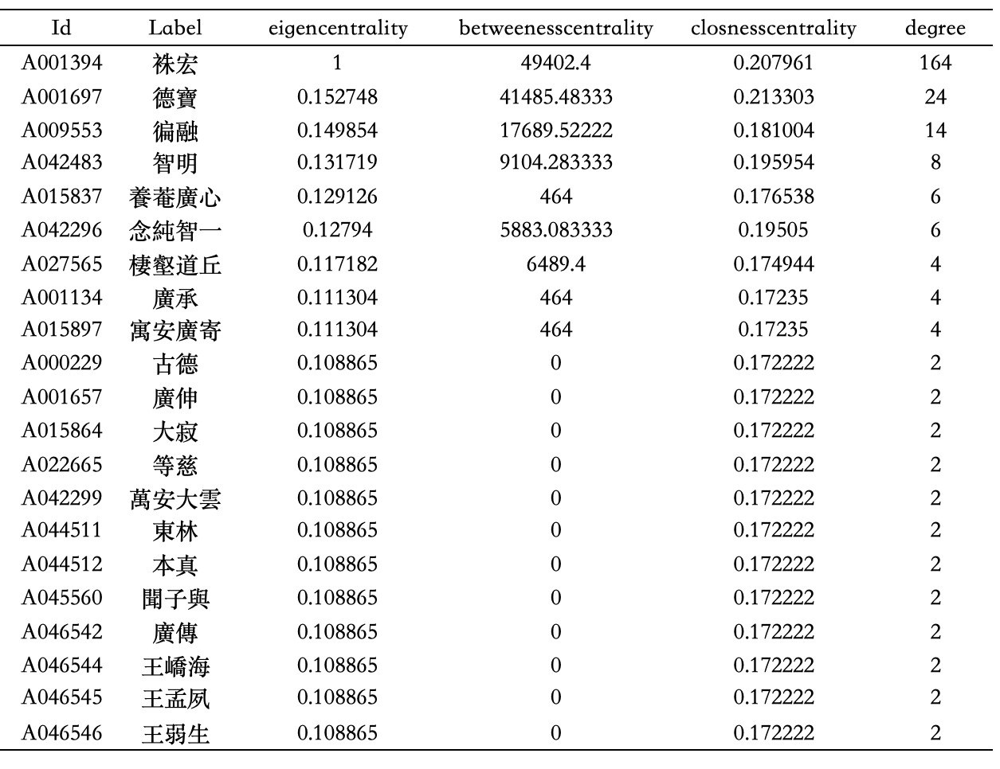 Id Label eigencentrality betweenesscentrality closnesscentrality degree
A001394 袾宏 1 49402.4 0.207961 164
A001697 德寶 0.152748 41485.48333 0.213303 24
A009553 徧融 0.149854 17689.52222 0.181004 14
A042483 智明 0.131719 9104.283333 0.195954 8
A015837 養菴廣心 0.129126 464 0.176538 6
A042296 念純智一 0.12794 5883.083333 0.19505 6
A027565 棲壑道丘 0.117182 6489.4 0.174944 4
A001134 廣承 0.111304 464 0.17235 4
A015897 寓安廣寄 0.111304 464 0.17235 4
A000229 古德 0.108865 0 0.172222 2
A001657 廣伸 0.108865 0 0.172222 2
A015864 大寂 0.108865 0 0.172222 2
A022665 等慈 0.108865 0 0.172222 2
A042299 萬安大雲 0.108865 0 0.172222 2
A044511 東林 0.108865 0 0.172222 2
A044512 本真 0.108865 0 0.172222 2
A045560 聞子與 0.108865 0 0.172222 2
A046542 廣傳 0.108865 0 0.172222 2
A046544 王嶠海 0.108865 0 0.172222 2
A046545 王孟夙 0.108865 0 0.172222 2
A046546 王弱生 0.108865 0 0.172222 2